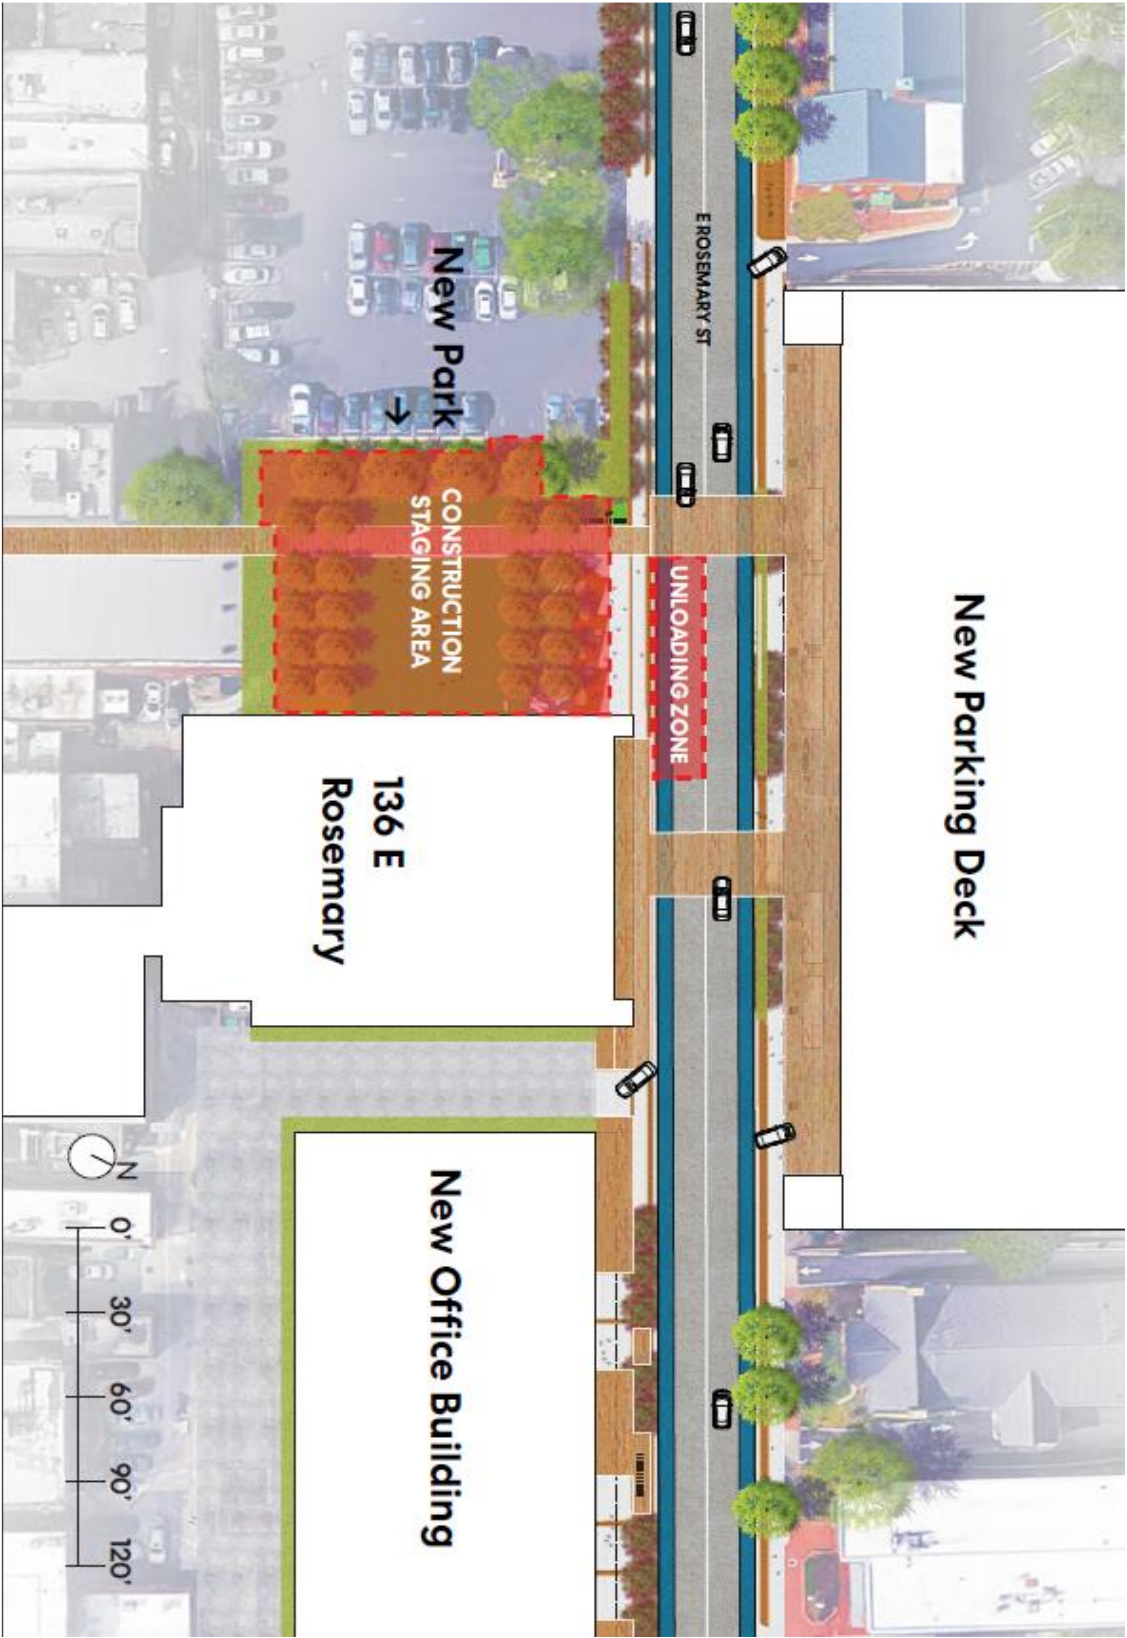 E ROSEMARY ST
New Park
→
CONSTRUCTION
STAGING AREA
UNLOADING ZONE
New Parking Deck
136 E
Rosemary
New Office Building
N
0'
30'
60'
90'
120'